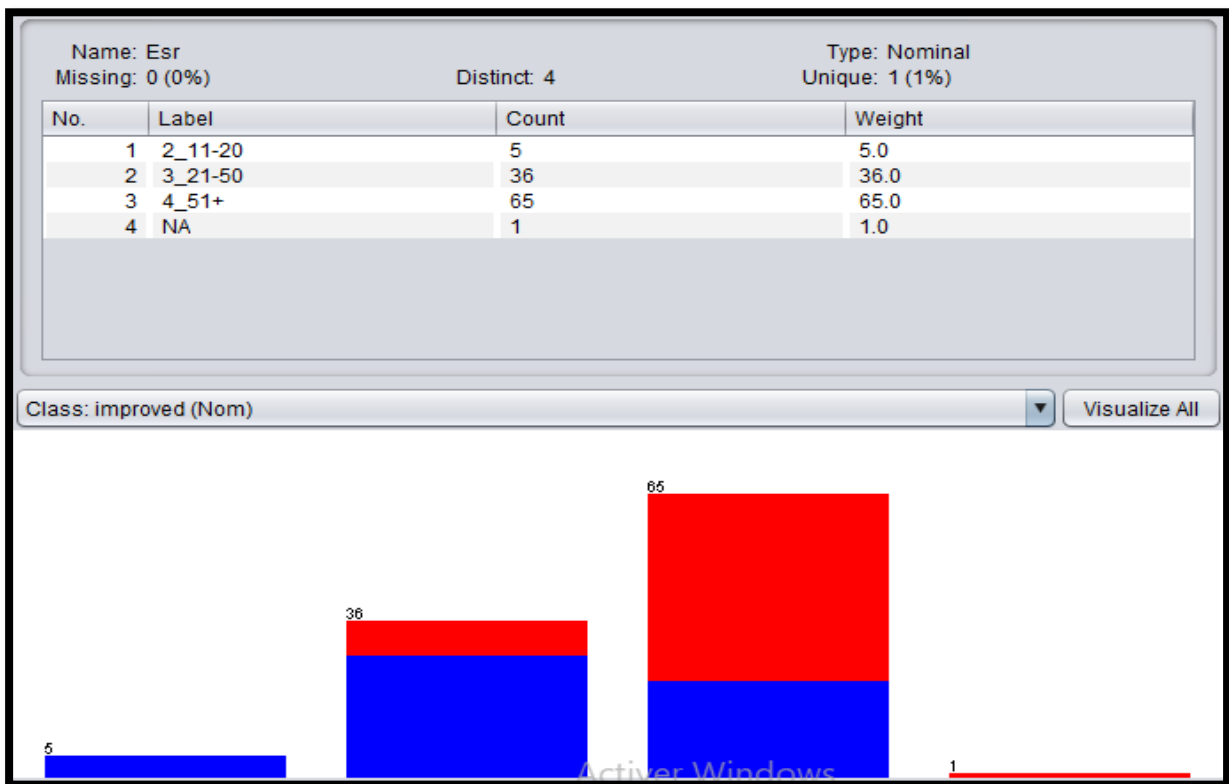 Name: Esr Type: Nominal
Missing: 0 (0%) Distinct: 4 Unique: 1 (1%)
No. Label Count Weight
1 2_11-20 5 5.0
2 3_21-50 36 36.0
3 4_51+ 65 65.0
4 NA 1 1.0
Class: improved (Nom) Visualize All
65
36
5
1
Activer Windows